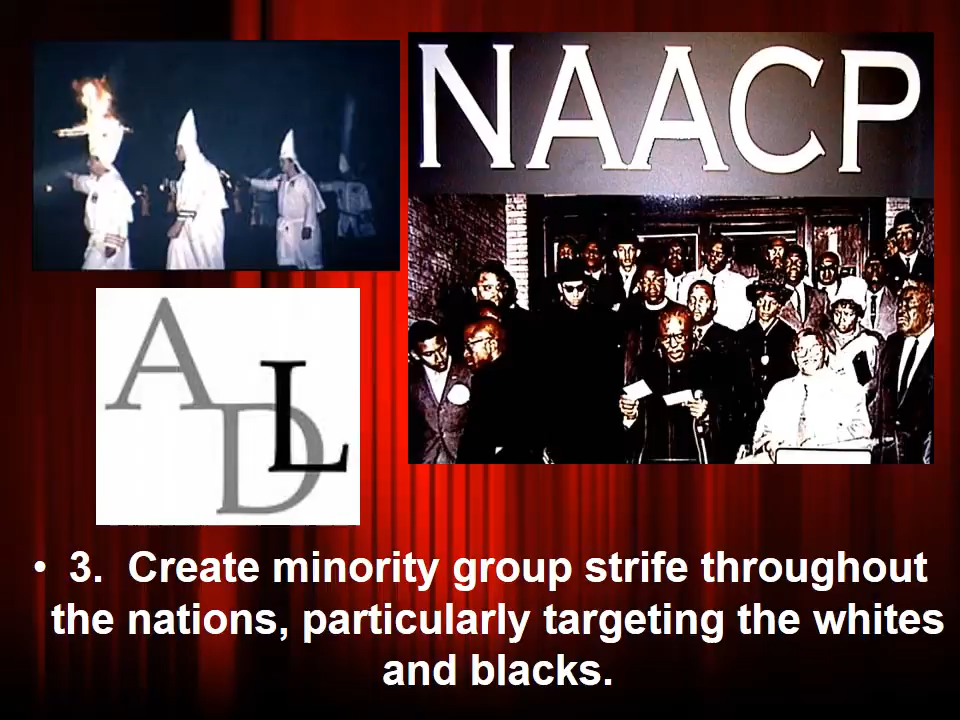 NAACP
ADL
• 3. Create minority group strife throughout
the nations, particularly targeting the whites
and blacks.